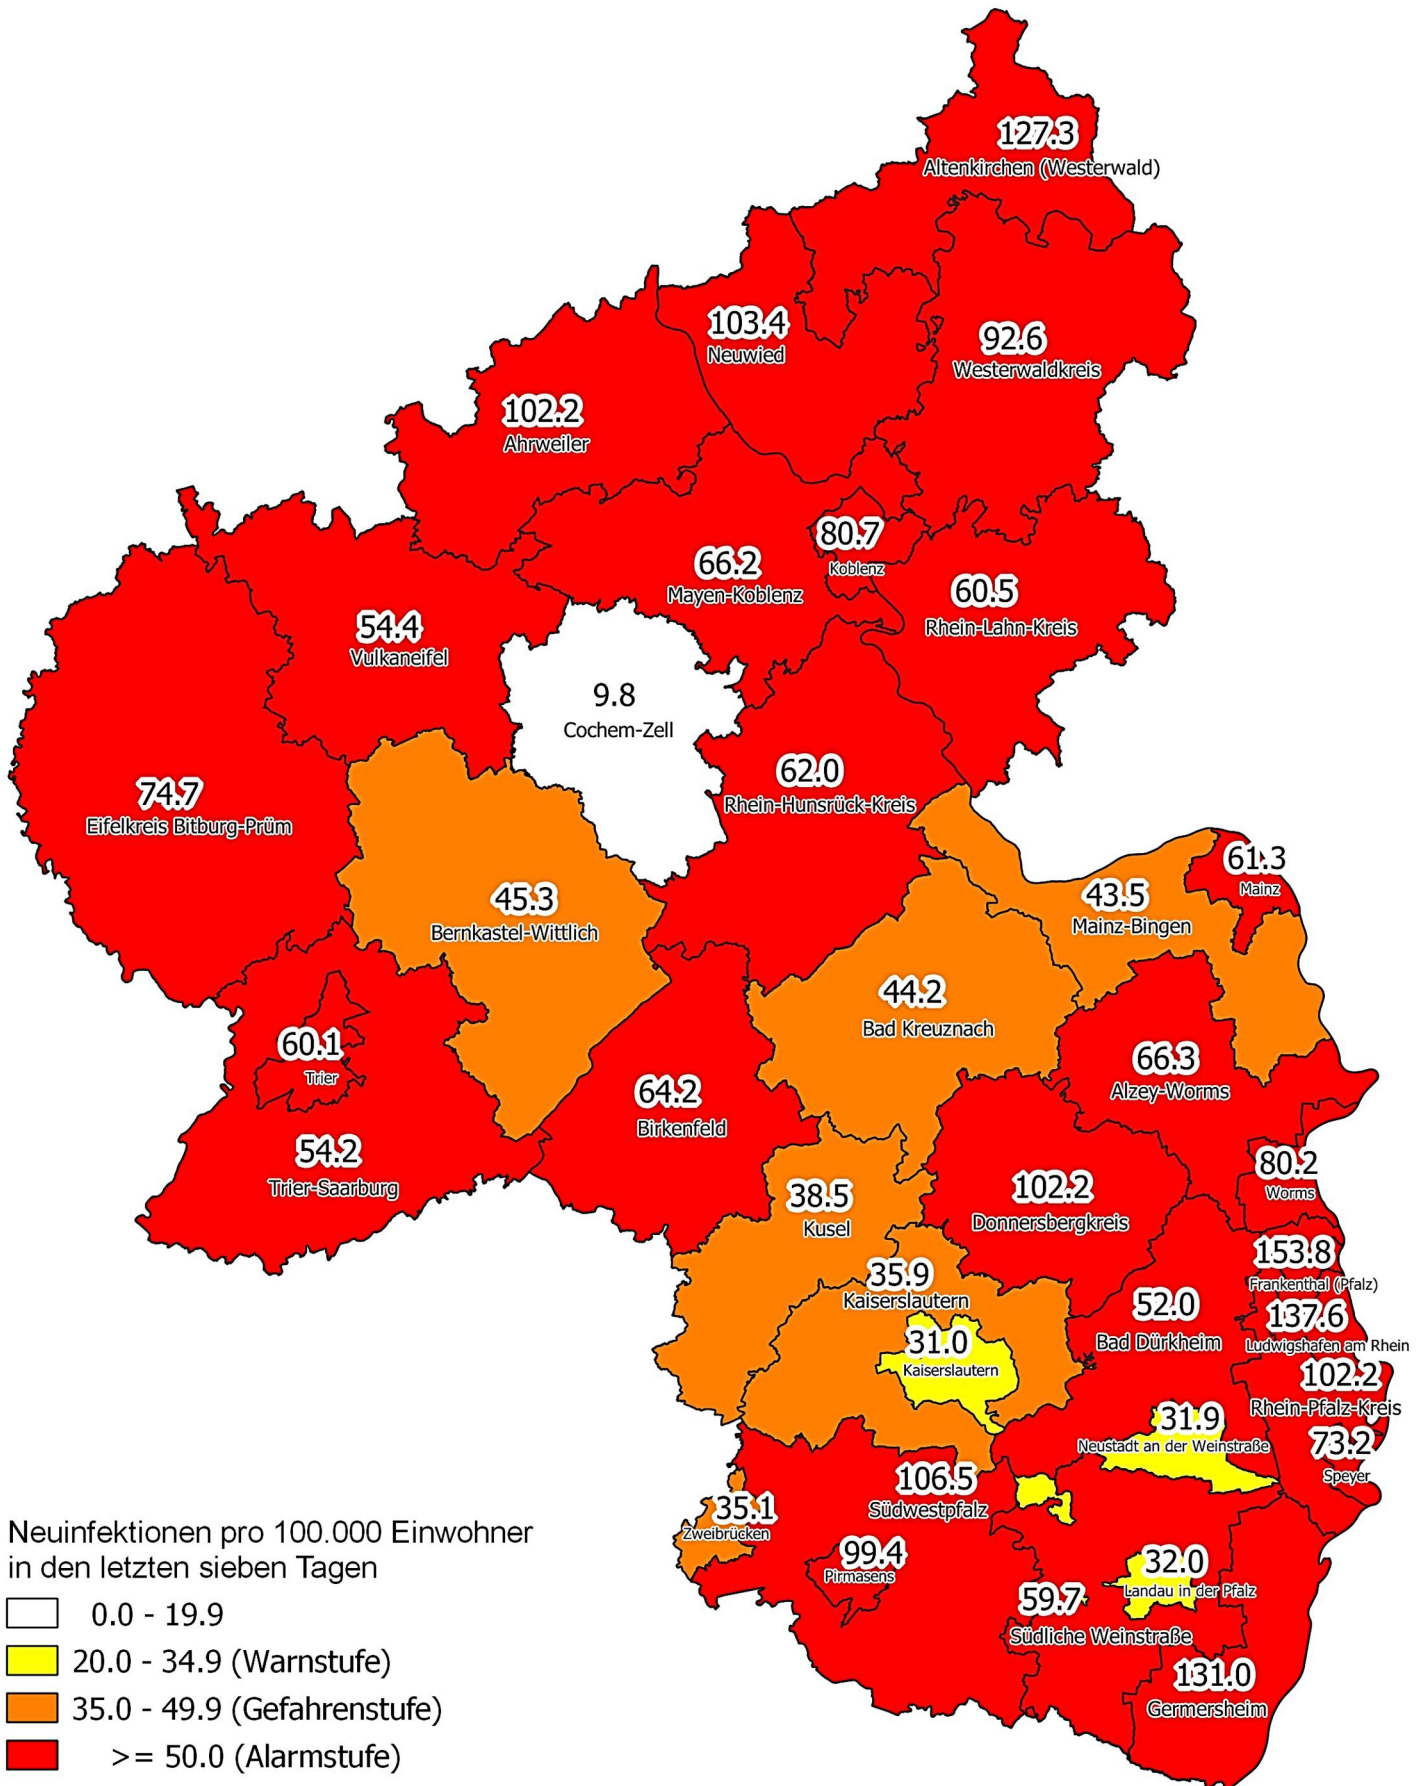 127.3
Altenkirchen (Westerwald)
103.4
Neuwied
92.6
Westerwaldkreis
102.2
Ahrweiler
80.7
Koblenz
66.2
Mayen-Koblenz
60.5
Rhein-Lahn-Kreis
54.4
Vulkaneifel
9.8
Cochem-Zell
62.0
Rhein-Hunsrück-Kreis
74.7
Eifelkreis Bitburg-Prüm
61.3
Mainz
43.5
Mainz-Bingen
45.3
Bernkastel-Wittlich
44.2
Bad Kreuznach
60.1
Trier
66.3
Alzey-Worms
64.2
Birkenfeld
54.2
Trier-Saarburg
80.2
Worms
38.5
Kusel
102.2
Donnersbergkreis
153.8
Frankenthal (Pfalz)
35.9
Kaiserslautern
52.0
Bad Dürkheim
137.6
Ludwigshafen am Rhein
31.0
Kaiserslautern
102.2
Rhein-Pfalz-Kreis
31.9
Neustadt an der Weinstraße
73.2
Speyer
106.5
Südwestpfalz
35.1
Zweibrücken
99.4
Pirmasens
32.0
Landau in der Pfalz
59.7
Südliche Weinstraße
131.0
Germersheim
Neuinfektionen pro 100.000 Einwohner
in den letzten sieben Tagen
0.0 - 19.9
20.0 - 34.9 (Warnstufe)
35.0 - 49.9 (Gefahrenstufe)
>= 50.0 (Alarmstufe)